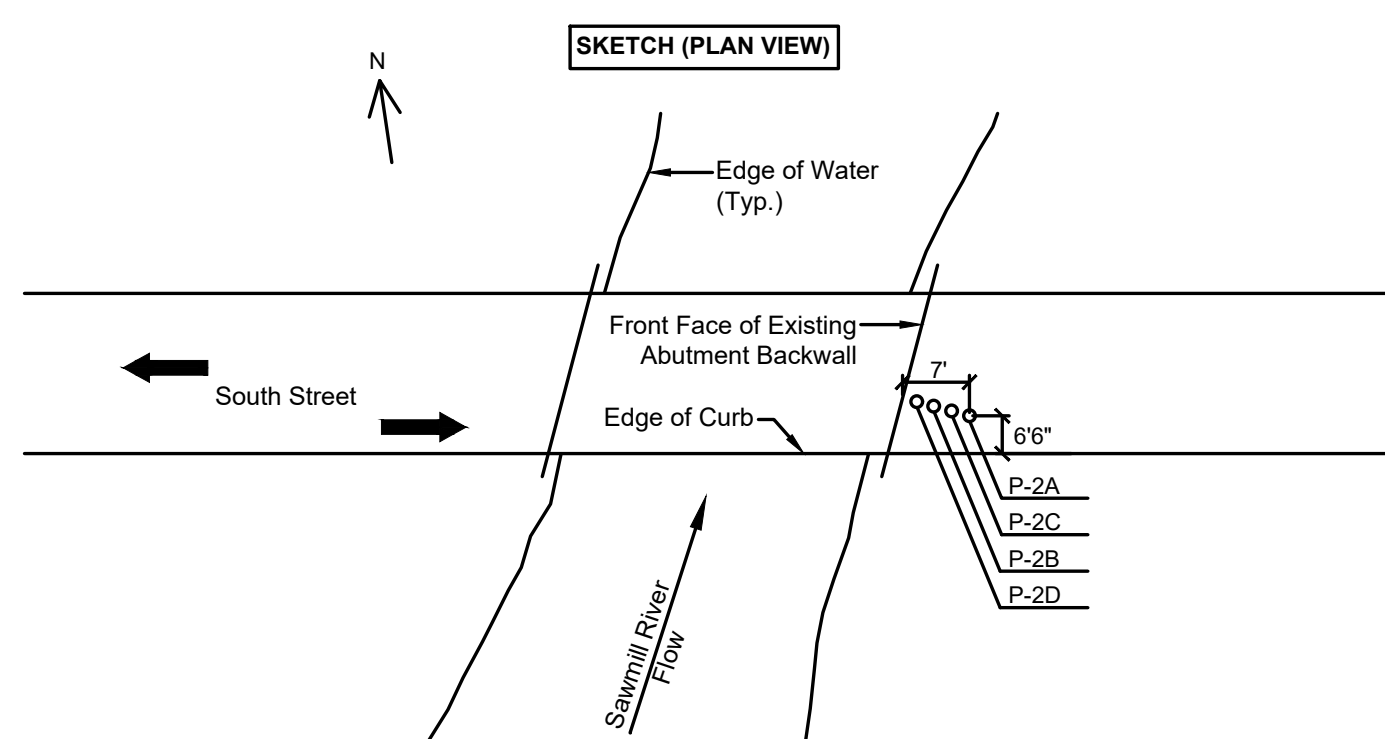 SKETCH (PLAN VIEW)
N
Edge of Water
(Typ.)
Front Face of Existing
Abutment Backwall
7'
South Street
Edge of Curb
6'6"
P-2A
P-2C
P-2B
P-2D
Sawmill River
Flow